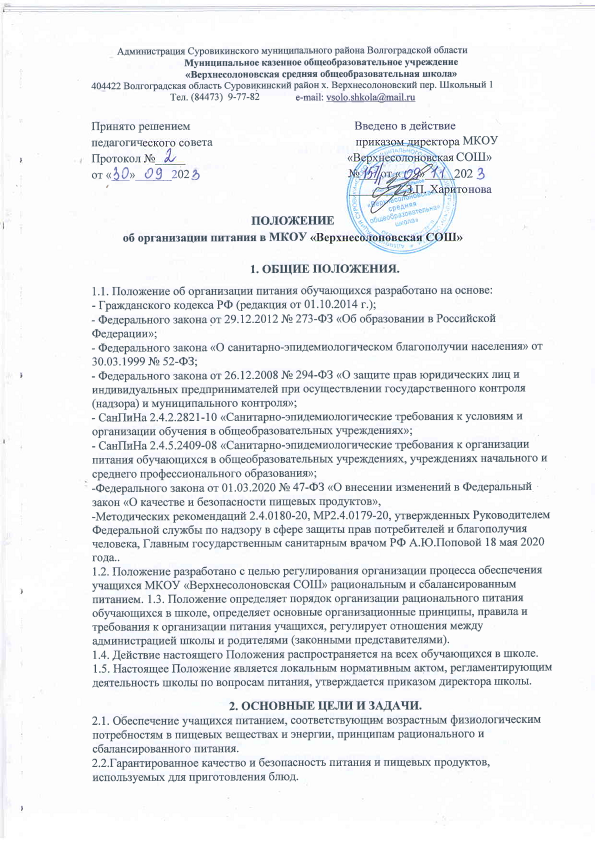 Администрация Суровикинского муниципального района Волгоградской области
Муниципальное казенное общеобразовательное учреждение
«Верхнесолоновская средняя общеобразовательная школа»
404422 Волгоградская область Суровикинский район х. Верхнесолоновский пер. Школьный 1
Тел. (84473) 9-77-82 e-mail: vsolo.shkola@mail.ru
Принято решением Введено в действие
педагогического совета приказом директора МКОУ
Протокол № 2 «Верхнесолоновская СОШ»
от «30» 09 2023 № от « 09 » 11 2023
З.П. Харитонова
«Верхнесолоновская
средняя
общеобразовательная
школа»
ПОЛОЖЕНИЕ
об организации питания в МКОУ «Верхнесолоповская СОШ»
1. ОБЩИЕ ПОЛОЖЕНИЯ.
1.1. Положение об организации питания обучающихся разработано на основе:
- Гражданского кодекса РФ (редакция от 01.10.2014 г.);
- Федерального закона от 29.12.2012 № 273-ФЗ «Об образовании в Российской
Федерации»;
- Федерального закона «О санитарно-эпидемиологическом благополучии населения» от
30.03.1999 № 52-ФЗ;
- Федерального закона от 26.12.2008 № 294-ФЗ «О защите прав юридических лиц и
индивидуальных предпринимателей при осуществлении государственного контроля
(надзора) и муниципального контроля»;
- СанПиНа 2.4.2.2821-10 «Санитарно-эпидемиологические требования к условиям и
организации обучения в общеобразовательных учреждениях»;
- СанПиНа 2.4.5.2409-08 «Санитарно-эпидемиологические требования к организации
питания обучающихся в общеобразовательных учреждениях, учреждениях начального и
среднего профессионального образования»;
-Федерального закона от 01.03.2020 № 47-ФЗ «О внесении изменений в Федеральный
закон «О качестве и безопасности пищевых продуктов»,
-Методических рекомендаций 2.4.0180-20, МР2.4.0179-20, утвержденных Руководителем
Федеральной службы по надзору в сфере защиты прав потребителей и благополучия
человека, Главным государственным санитарным врачом РФ А.Ю.Поповой 18 мая 2020
года..
1.2. Положение разработано с целью регулирования организации процесса обеспечения
учащихся МКОУ «Верхнесолоновская СОШ» рациональным и сбалансированным
питанием. 1.3. Положение определяет порядок организации рационального питания
обучающихся в школе, определяет основные организационные принципы, правила и
требования к организации питания учащихся, регулирует отношения между
администрацией школы и родителями (законными представителями).
1.4. Действие настоящего Положения распространяется на всех обучающихся в школе.
1.5. Настоящее Положение является локальным нормативным актом, регламентирующим
деятельность школы по вопросам питания, утверждается приказом директора школы.
2. ОСНОВНЫЕ ЦЕЛИ И ЗАДАЧИ.
2.1. Обеспечение учащихся питанием, соответствующим возрастным физиологическим
потребностям в пищевых веществах и энергии, принципам рационального и
сбалансированного питания.
2.2.Гарантированное качество и безопасность питания и пищевых продуктов,
используемых для приготовления блюд.